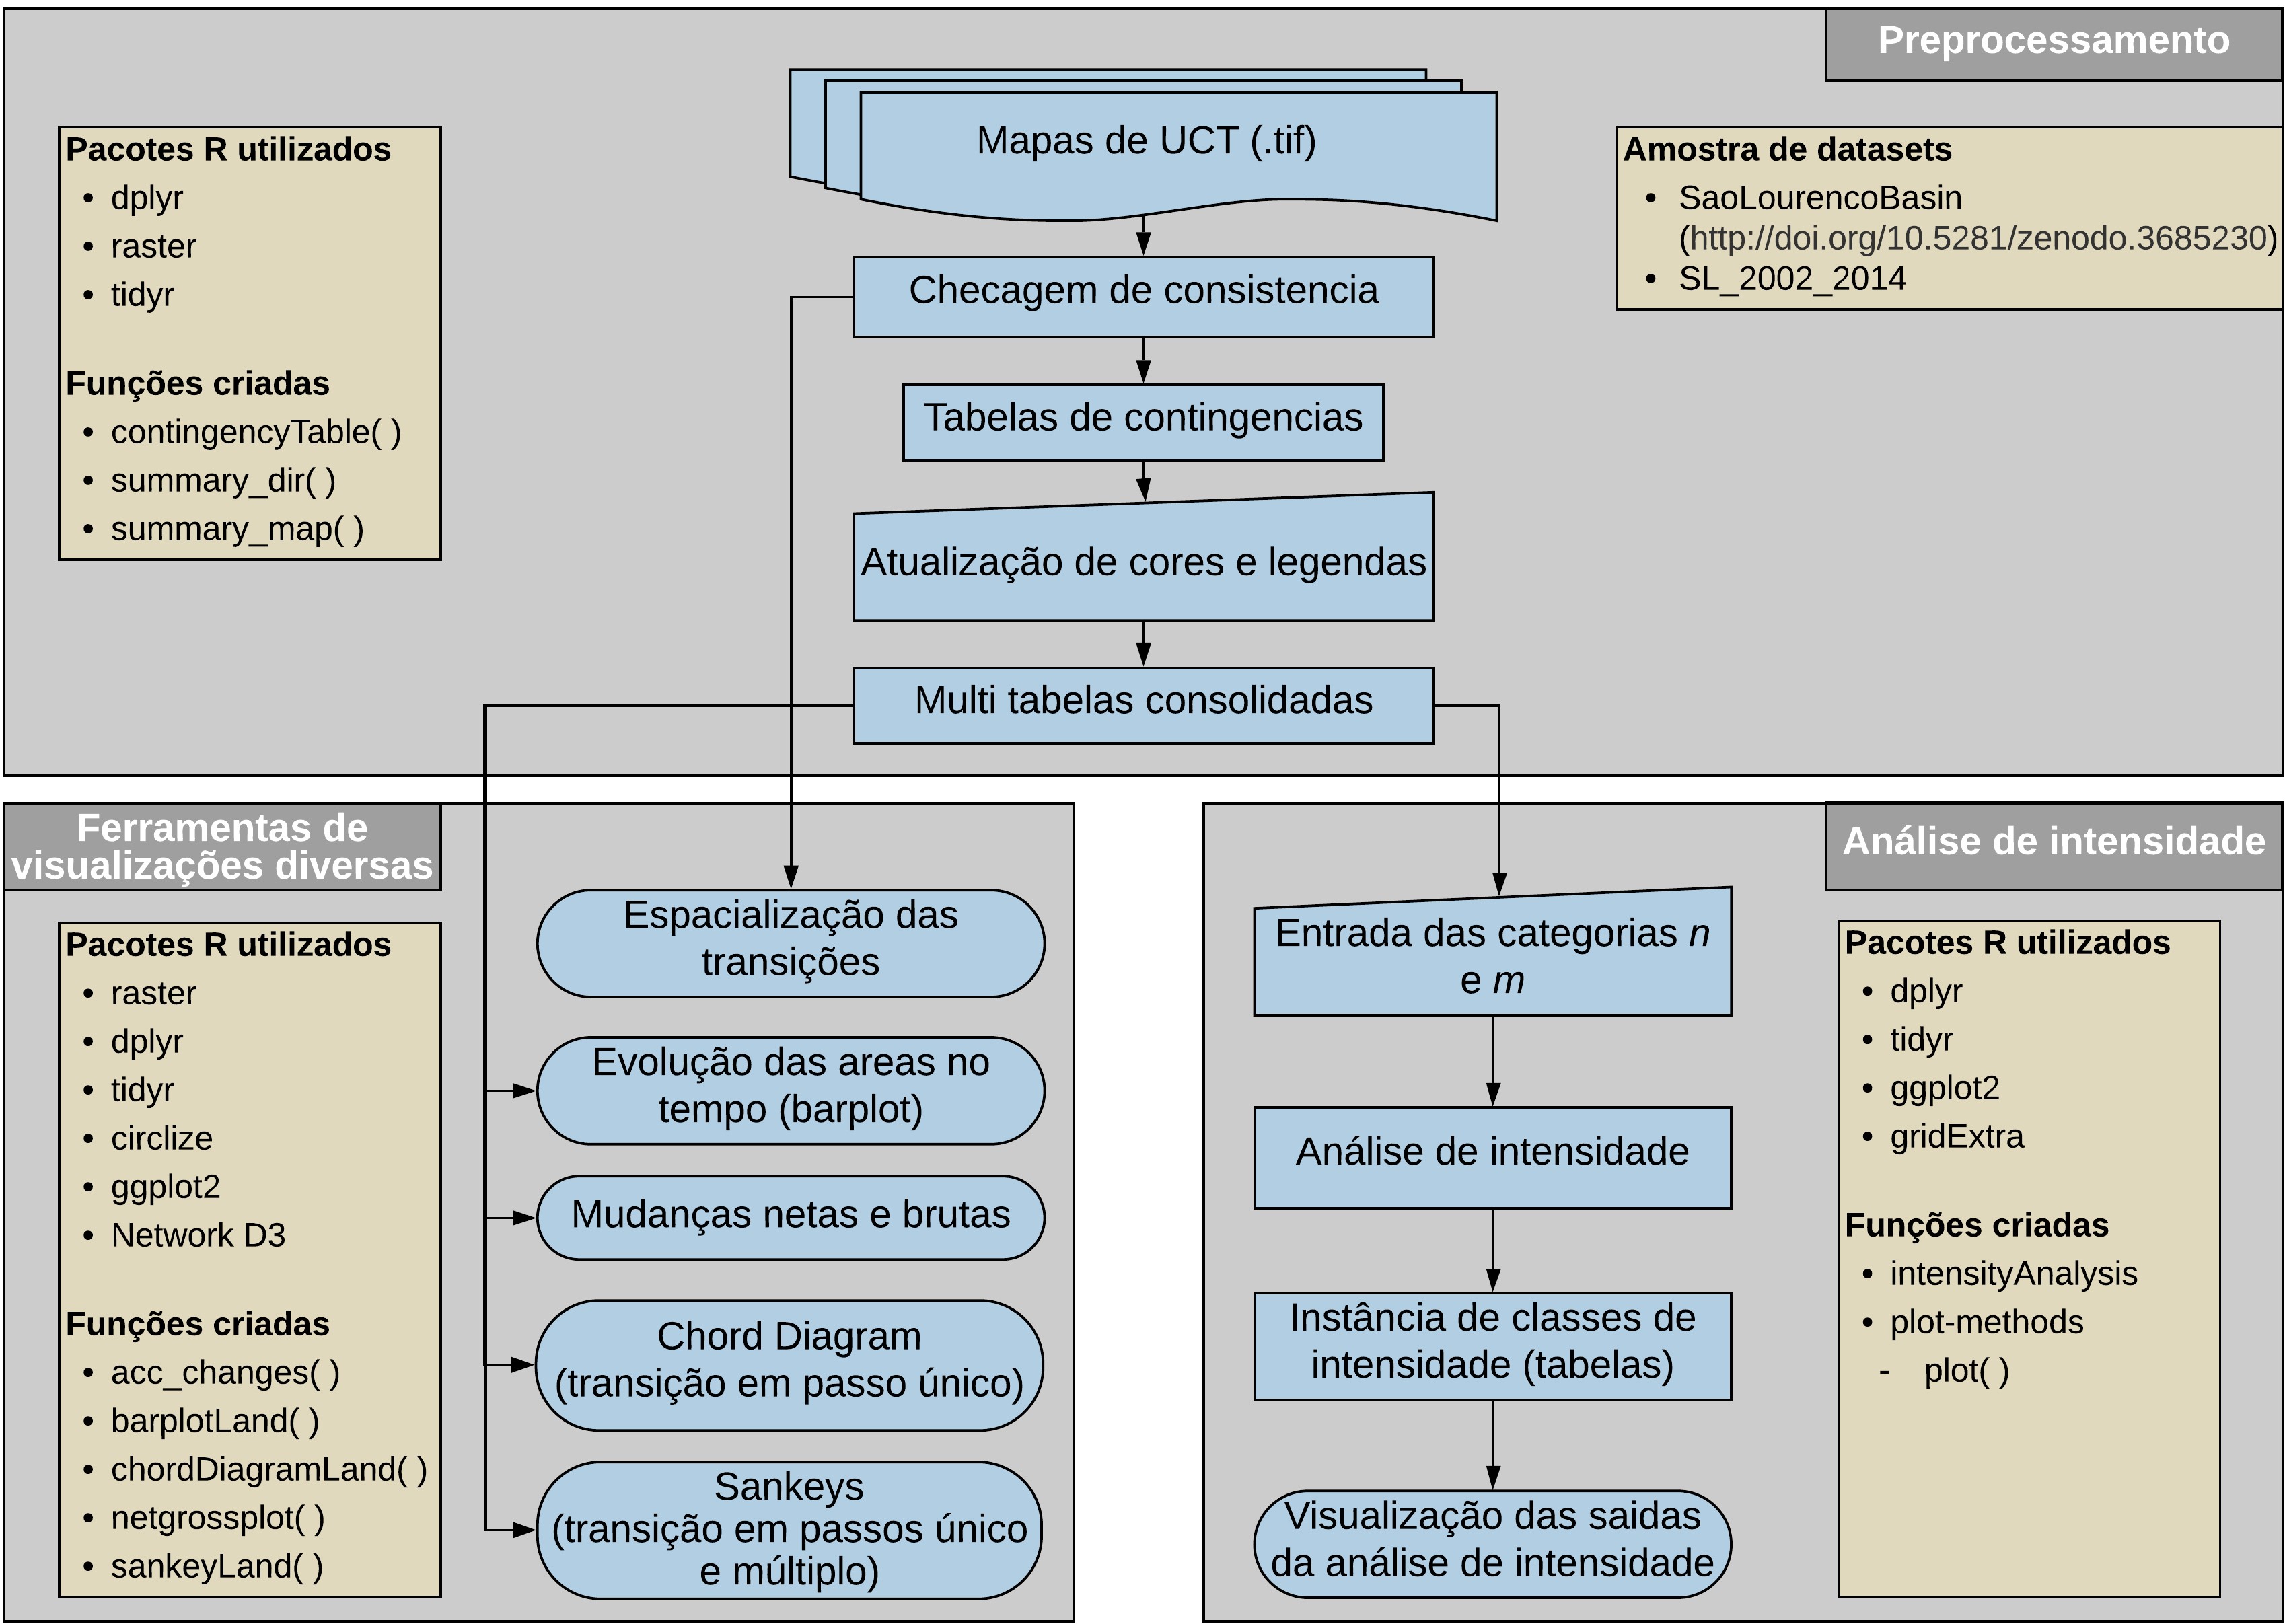 Preprocessamento
Mapas de UCT (.tif)
Pacotes R utilizados
• dplyr
• raster
• tidyr
Funções criadas
• contingencyTable( )
• summary_dir( )
• summary_map( )
Amostra de datasets
• SaoLourencoBasin
(http://doi.org/10.5281/zenodo.3685230)
• SL_2002_2014
Checagem de consistencia
Tabelas de contingencias
Atualização de cores e legendas
Multi tabelas consolidadas
Ferramentas de
visualizações diversas
Pacotes R utilizados
• raster
• dplyr
• tidyr
• circlize
• ggplot2
• Network D3
Funções criadas
• acc_changes( )
• barplotLand( )
• chordDiagramLand( )
• netgrossplot( )
• sankeyLand( )
Espacialização das
transições
Evolução das areas no
tempo (barplot)
Mudanças netas e brutas
Chord Diagram
(transição em passo único)
Sankeys
(transição em passos único
e múltiplo)
Análise de intensidade
Entrada das categorias n
e m
Análise de intensidade
Instância de classes de
intensidade (tabelas)
Visualização das saidas
da análise de intensidade
Pacotes R utilizados
• dplyr
• tidyr
• ggplot2
• gridExtra
Funções criadas
• intensityAnalysis
• plot-methods
- plot( )